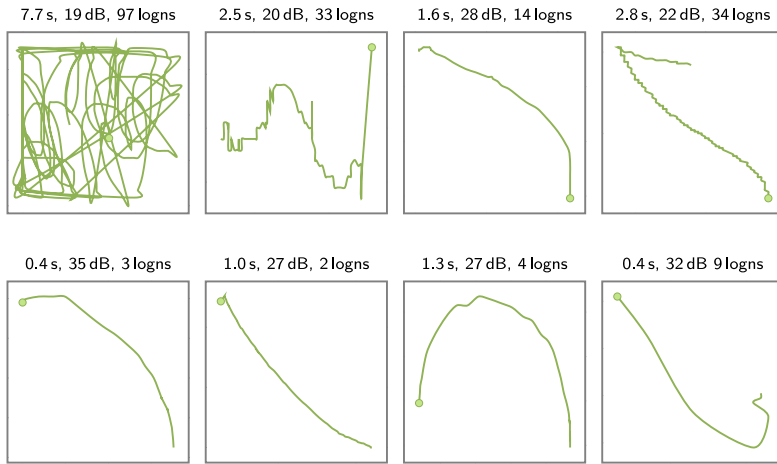 7.7 s, 19 dB, 97 logns
2.5 s, 20 dB, 33 logns
1.6 s, 28 dB, 14 logns
2.8 s, 22 dB, 34 logns
0.4 s, 35 dB, 3 logns
1.0 s, 27 dB, 2 logns
1.3 s, 27 dB, 4 logns
0.4 s, 32 dB 9 logns